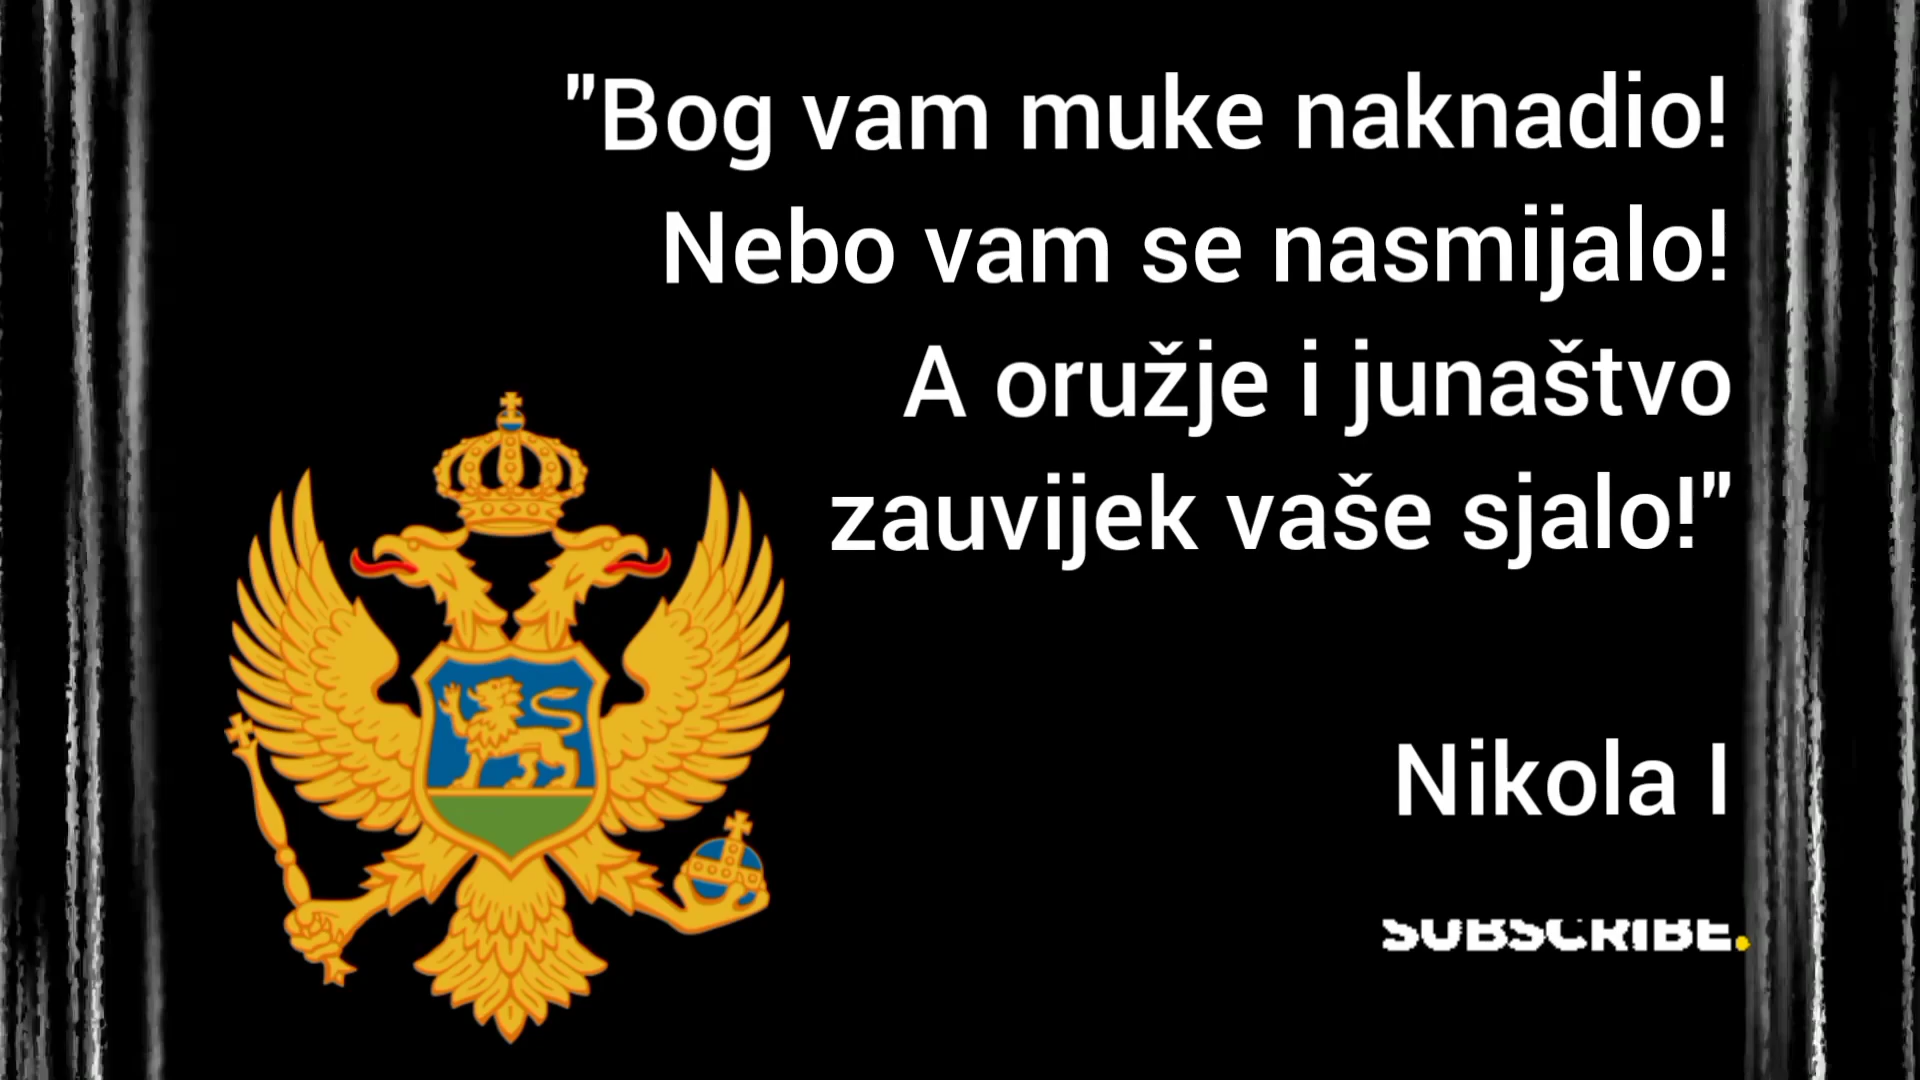 "Bog vam muke naknadio!
Nebo vam se nasmijalo!
A oružje i junaštvo
zauvijek vaše sjalo!"
Nikola I
SUBSCRIBE.